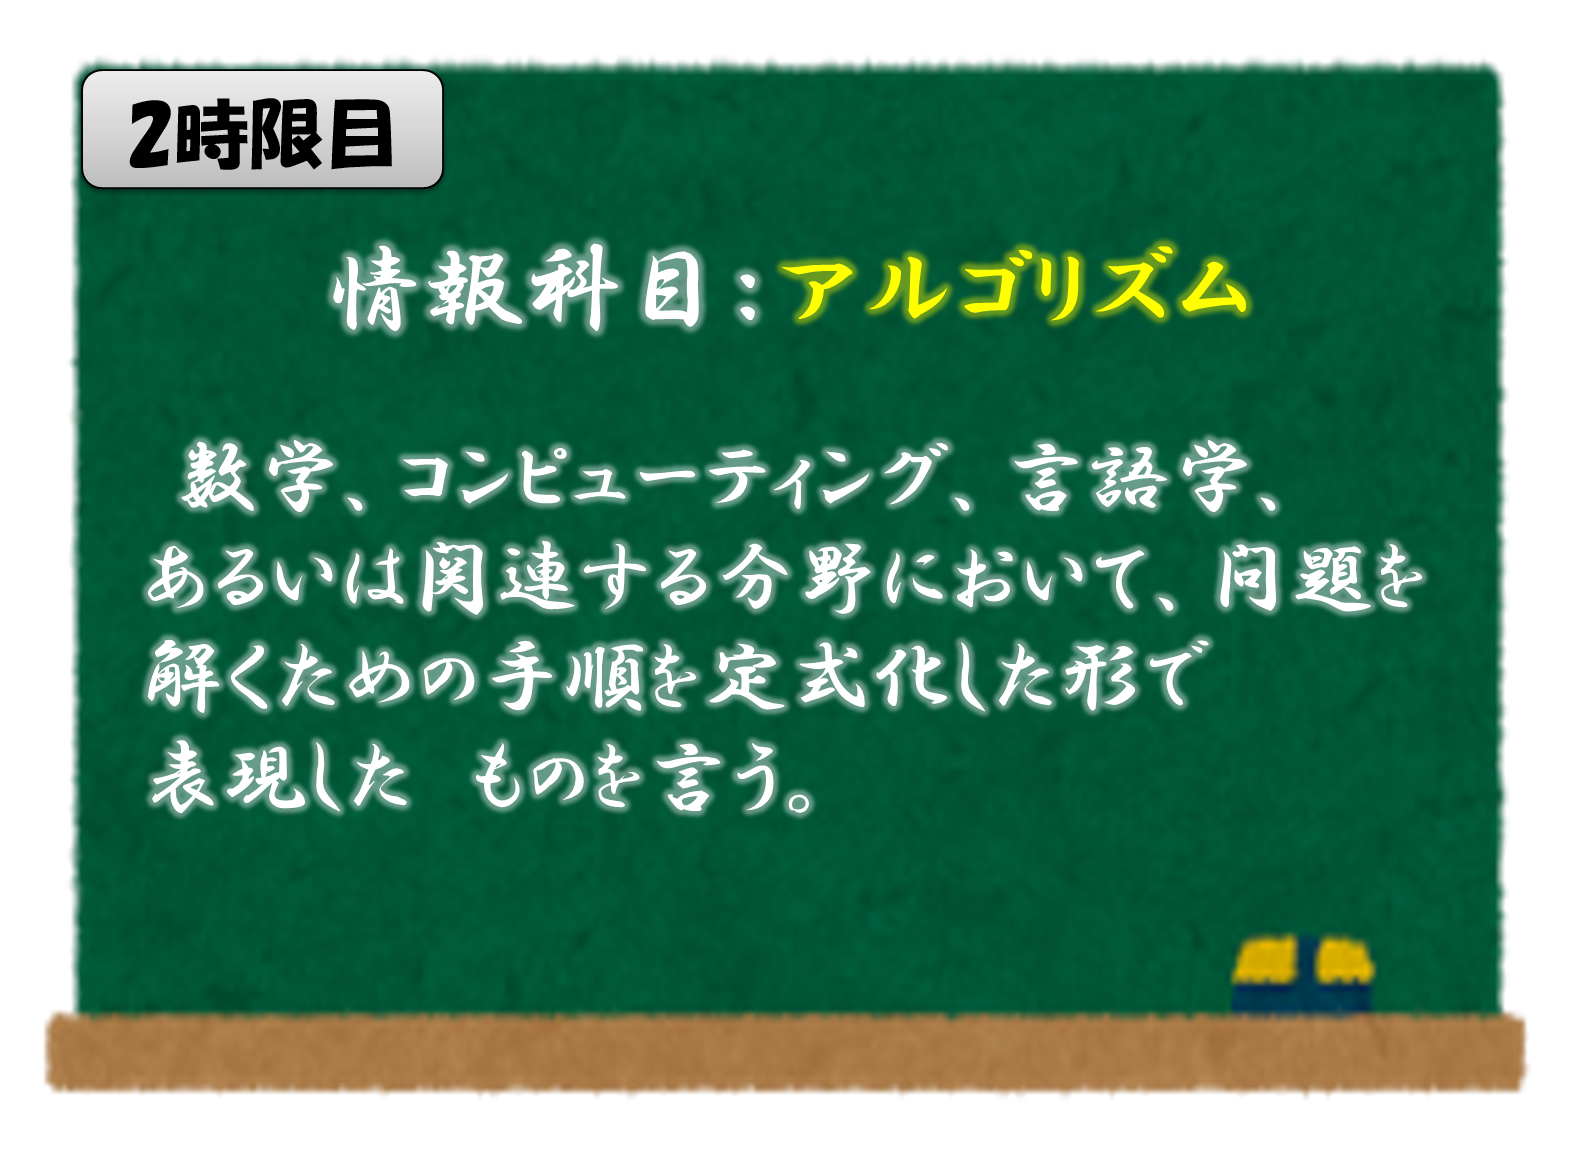 2時限目
情報科目：アルゴリズム
数学、コンピューティング、言語学、
あるいは関連する分野において、問題を
解くための手順を定式化した形で
表現した　ものを言う。